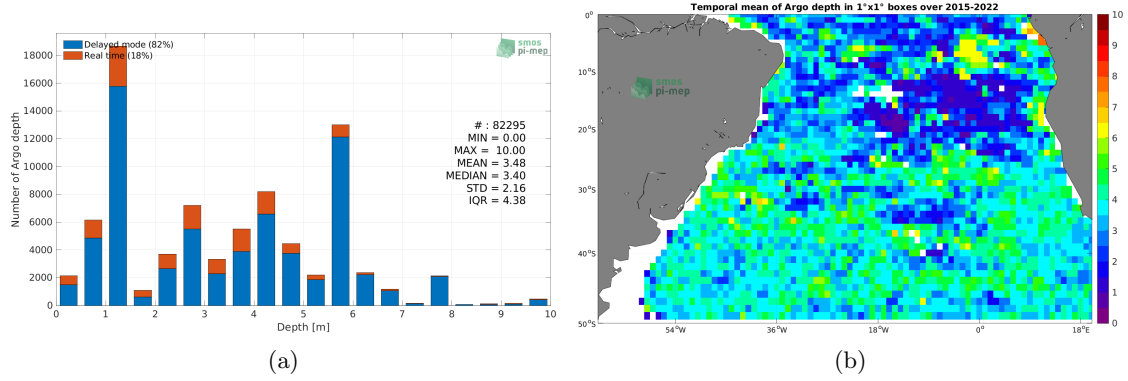 Delayed mode (82%)
Real time (18%)
smos
pi-mep
# : 82295
MIN = 0.00
MAX = 10.00
MEAN = 3.48
MEDIAN = 3.40
STD = 2.16
IQR = 4.38
Number of Argo depth
18000
16000
14000
12000
10000
8000
6000
4000
2000
0
0 1 2 3 4 5 6 7 8 9 10
Depth [m]
(a)
Temporal mean of Argo depth in 1°x1° boxes over 2015-2022
smos
pi-mep
0°
10°S
20°S
30°S
40°S
50°S
54°W 36°W 18°W 0° 18°E
10
9
8
7
6
5
4
3
2
1
0
(b)